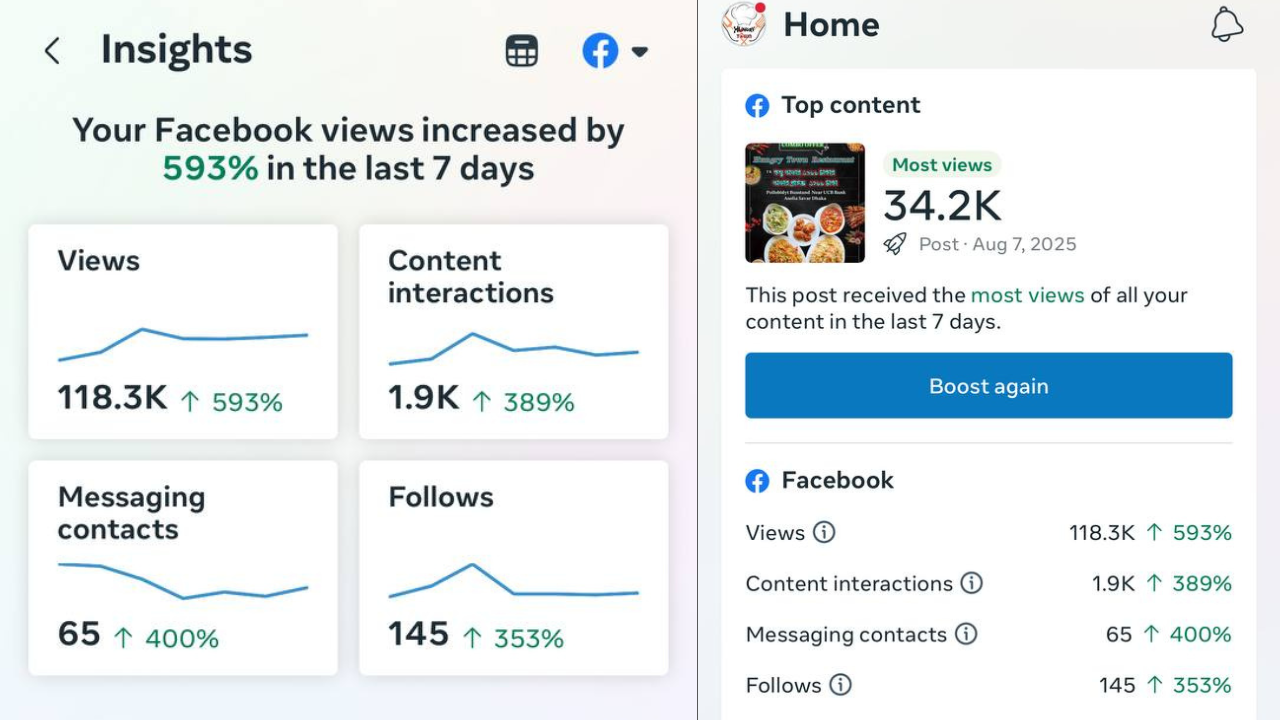 Insights
Your Facebook views increased by
593% in the last 7 days
Views
118.3K ↑ 593%
Content
interactions
1.9K ↑ 389%
Messaging
contacts
65 ↑ 400%
Follows
145 ↑ 353%
Home
Top content
COMBO OFFER
Hungry Town Restaurant
Most views
34.2K
Post · Aug 7, 2025
This post received the most views of all your
content in the last 7 days.
Boost again
Facebook
Views 118.3K ↑ 593%
Content interactions 1.9K ↑ 389%
Messaging contacts 65 ↑ 400%
Follows 145 ↑ 353%